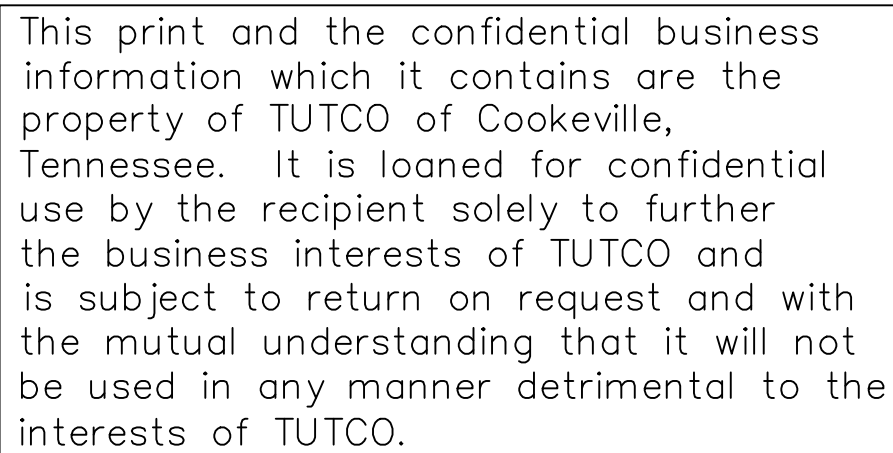 This print and the confidential business
information which it contains are the
property of TUTCO of Cookeville,
Tennessee.  It is loaned for confidential
use by the recipient solely to further
the business interests of TUTCO and
is subject to return on request and with
the mutual understanding that it will not
be used in any manner detrimental to the
interests of TUTCO.